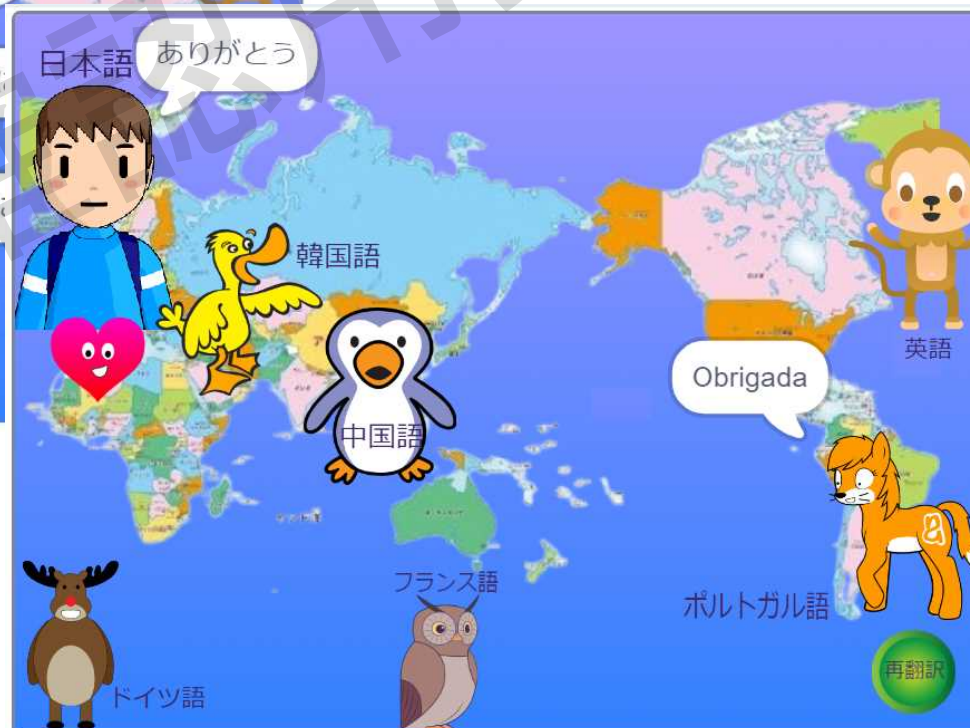 日本語
ありがとう
韓国語
英語
Obrigada
中国語
フランス語
ポルトガル語
再翻訳
ドイツ語